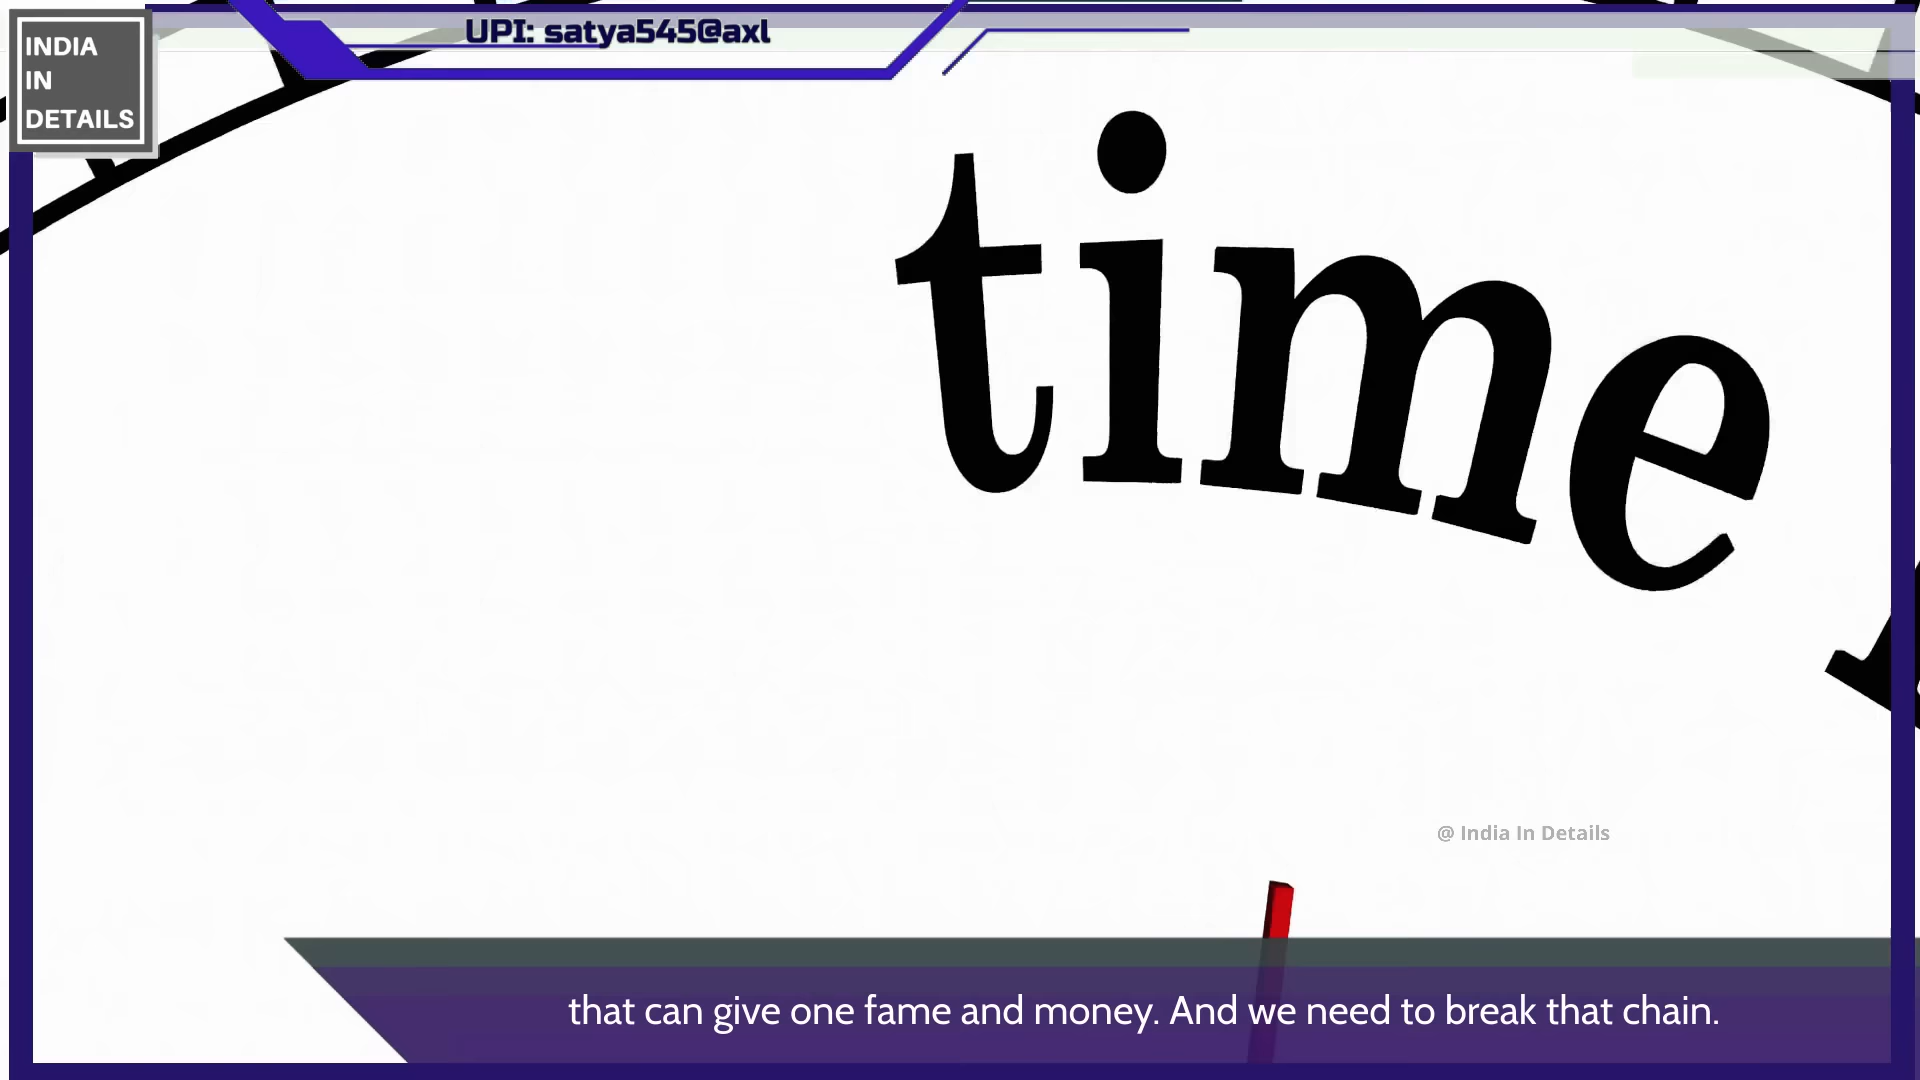 INDIA
IN
DETAILS
UPI: satya545@axl
time
@ India In Details
that can give one fame and money. And we need to break that chain.